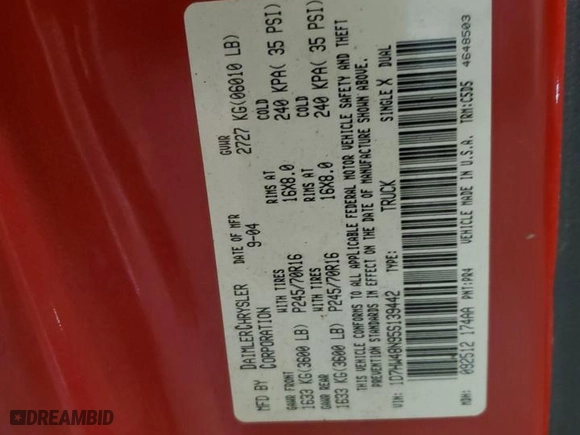 MFD BY DAIMLERCHRYSLER CORPORATION DATE OF MFR 9-04 GVWR 2727 KG(06010 LB)
GAWR FRONT WITH TIRES RIMS AT COLD
1633 KG(3600 LB) P245/70R16 16X8.0 240 KPA( 35 PSI)
GAWR REAR WITH TIRES RIMS AT COLD
1633 KG(3600 LB) P245/70R16 16X8.0 240 KPA( 35 PSI)
THIS VEHICLE CONFORMS TO ALL APPLICABLE FEDERAL MOTOR VEHICLE SAFETY AND THEFT
PREVENTION STANDARDS IN EFFECT ON THE DATE OF MANUFACTURE SHOWN ABOVE.
VIN: 1D7HW48N95S139442 TYPE: TRUCK SINGLE X DUAL
MDH: 092512 174AA PNT:PR4 VEHICLE MADE IN U.S.A. TRM:C5D5 4648503
© DREAMBID